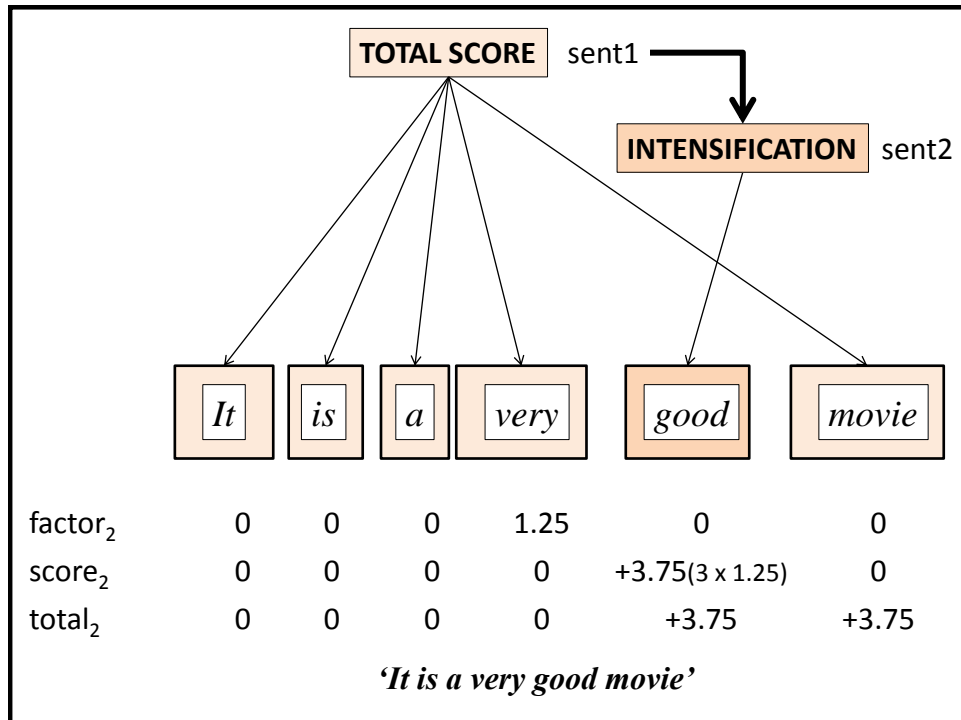 TOTAL SCORE sent1
INTENSIFICATION sent2
It is a very good movie
factor2 0 0 0 1.25 0 0
score2 0 0 0 0 +3.75(3 x 1.25) 0
total2 0 0 0 0 +3.75 +3.75
‘It is a very good movie’